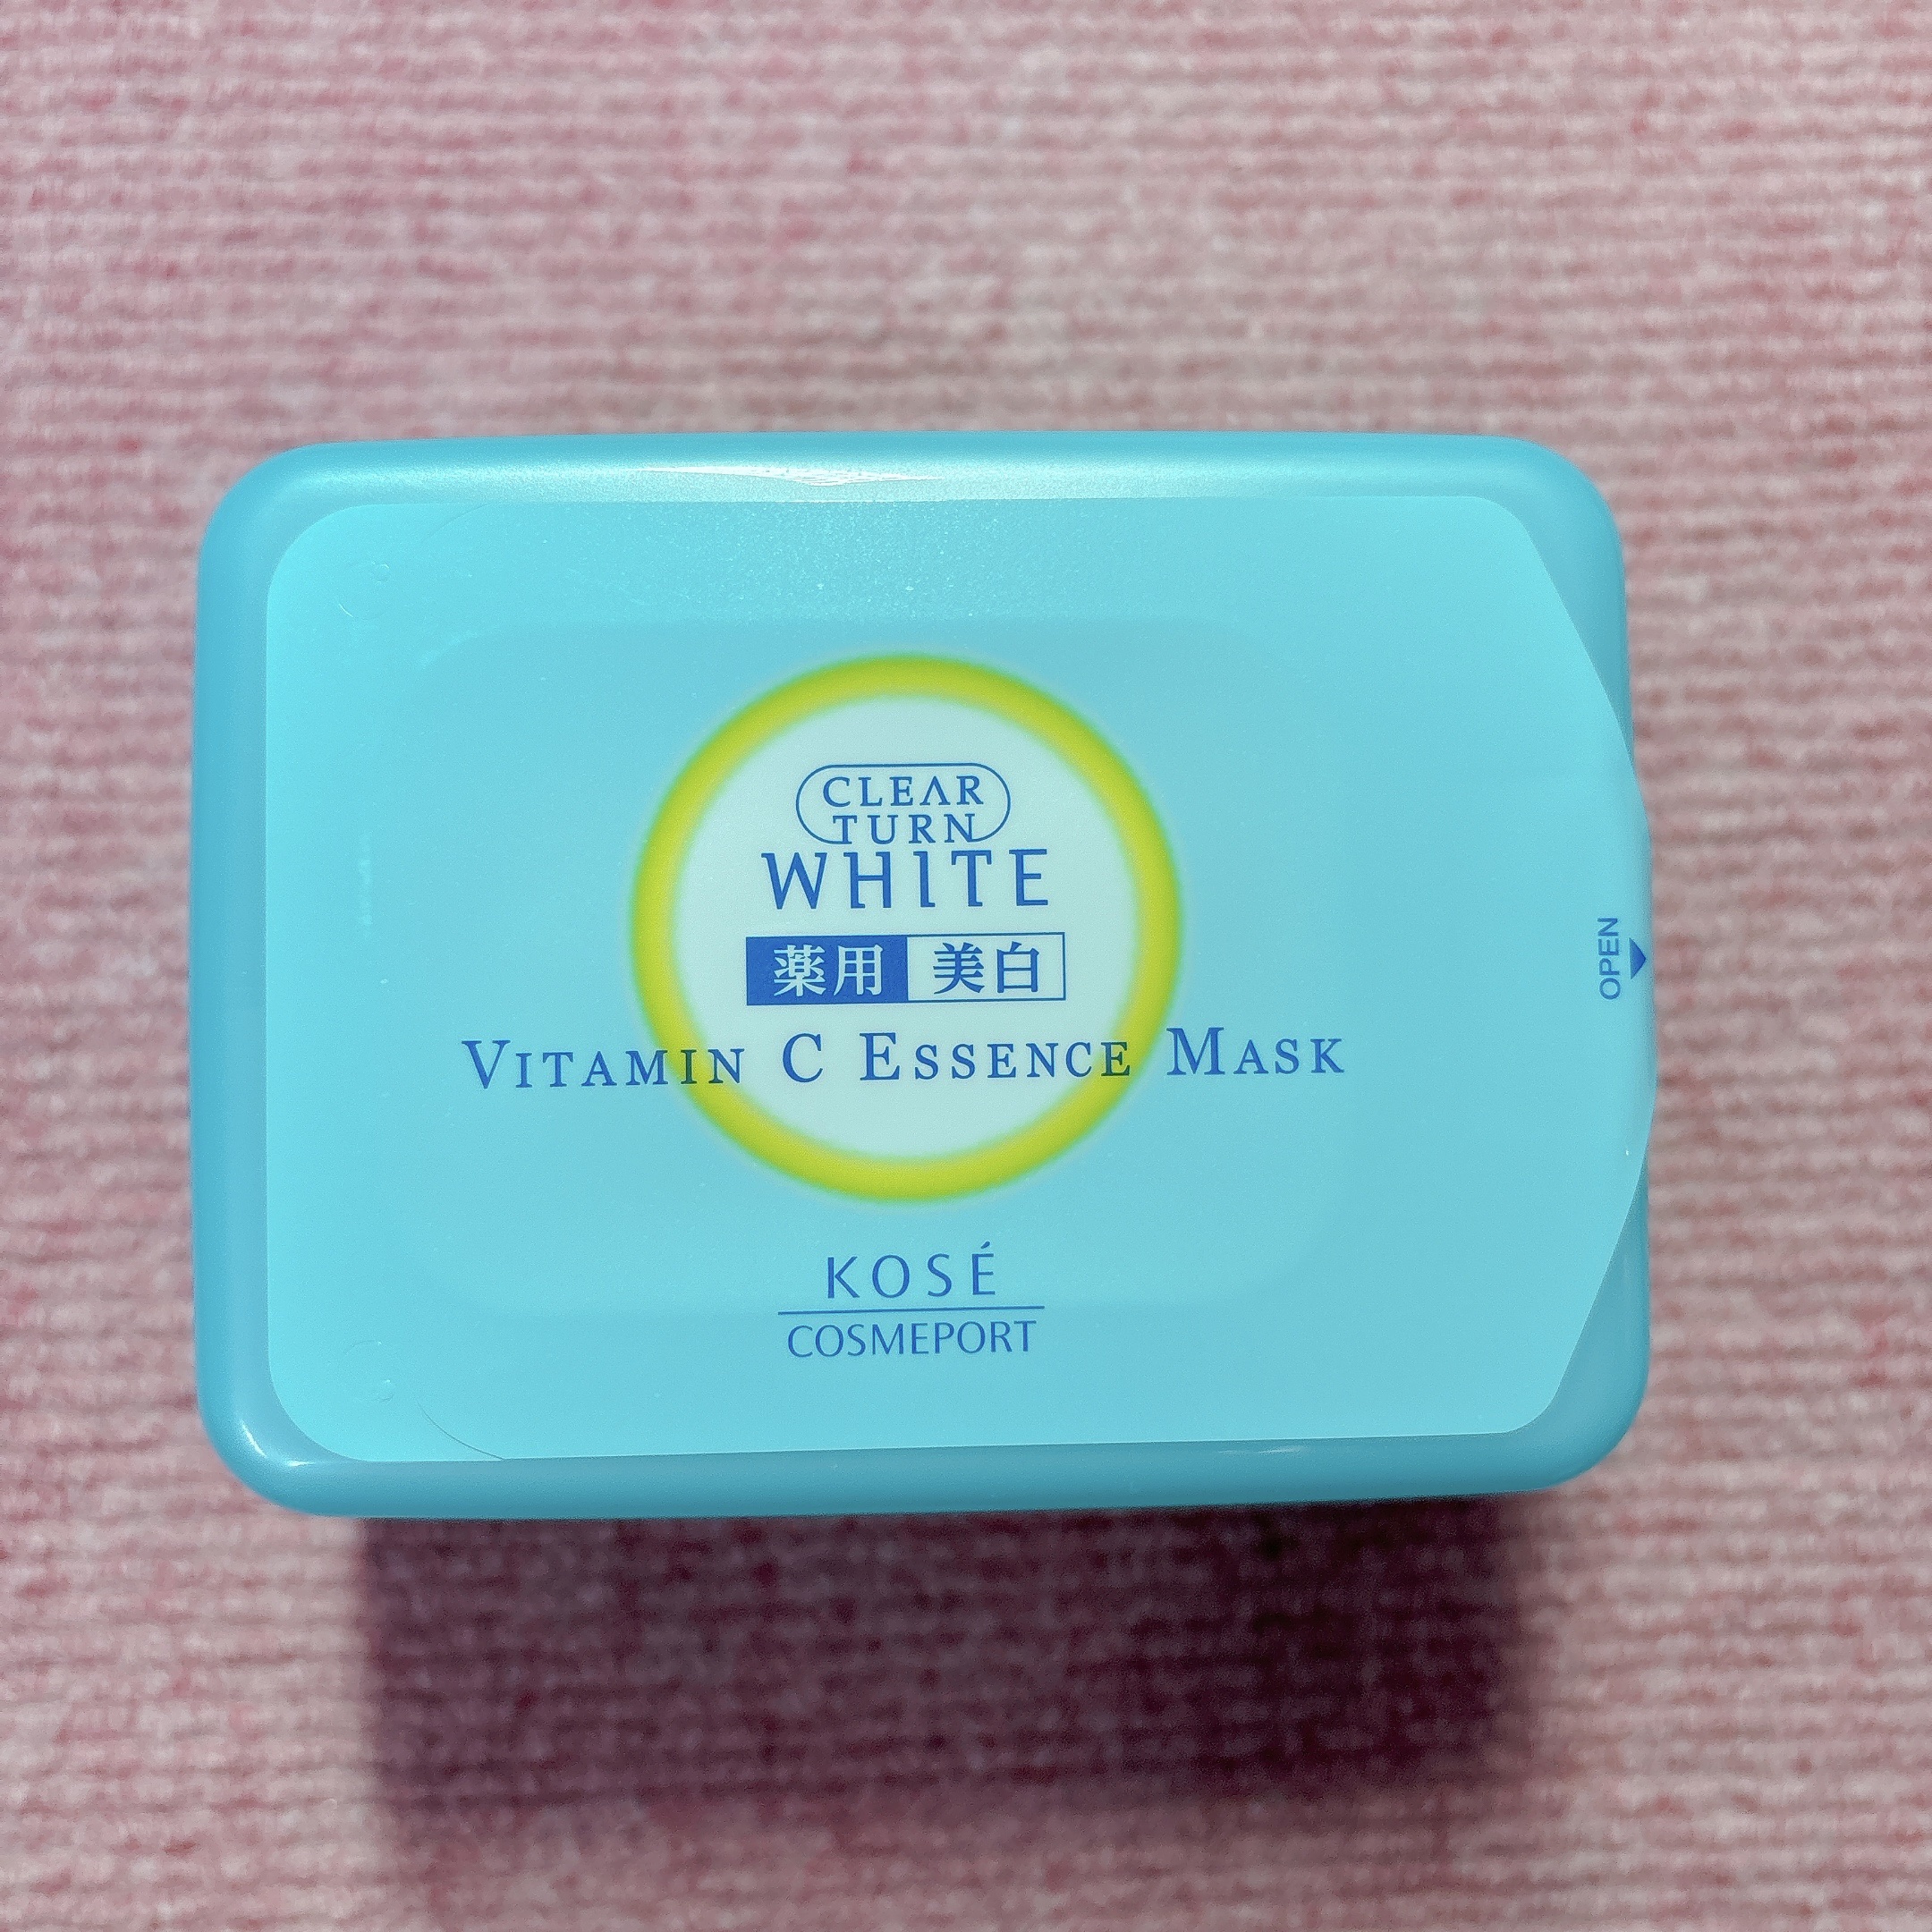 CLEAR
TURN
WHITE
薬用 美白
VITAMIN C ESSENCE MASK
OPEN
KOSÉ
COSMEPORT